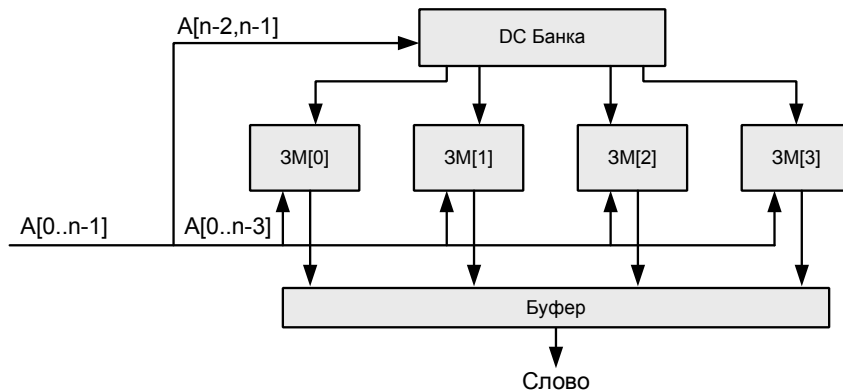 A[n-2,n-1]
DC Банка
ЗМ[0]
ЗМ[1]
ЗМ[2]
ЗМ[3]
A[0..n-1]
A[0..n-3]
Буфер
Слово